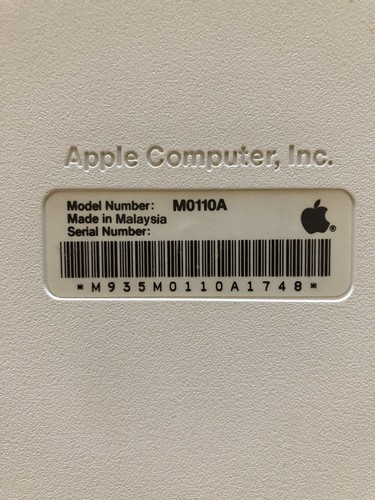 Apple Computer, Inc.
Model Number: M0110A
Made in Malaysia
Serial Number:
*M935M0110A1748*
®